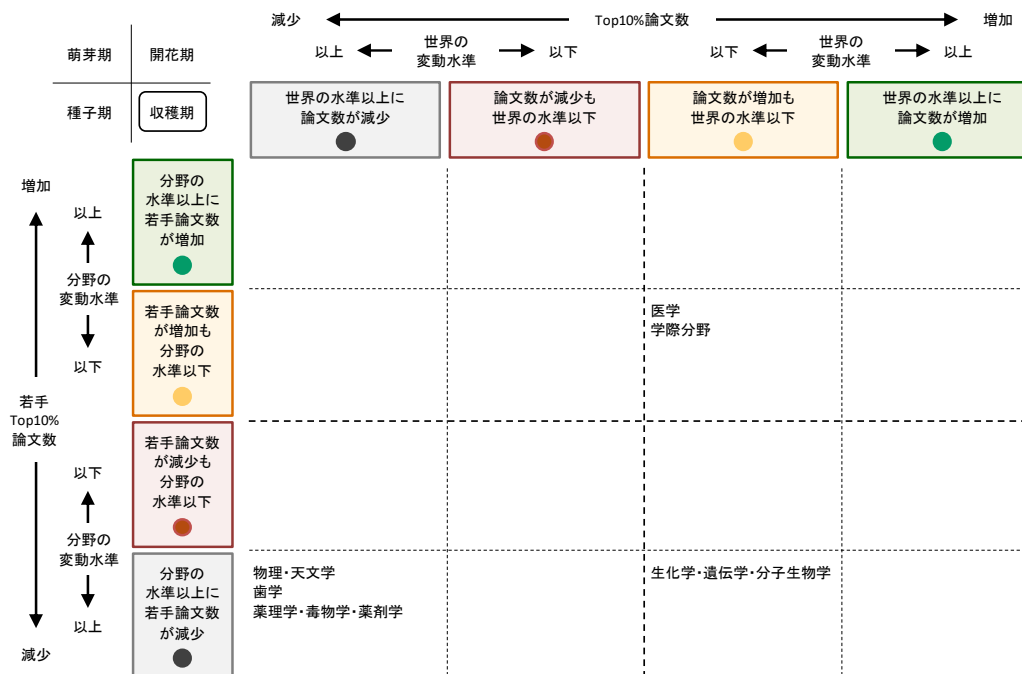 減少
Top10%論文数
増加
以上
世界の
変動水準
以下
以下
世界の
変動水準
以上
萌芽期
開花期
種子期
収穫期
世界の水準以上に
論文数が減少
論文数が減少も
世界の水準以下
論文数が増加も
世界の水準以下
世界の水準以上に
論文数が増加
増加
以上
分野の
変動水準
以下
若手
Top10%
論文数
以下
分野の
変動水準
以上
減少
分野の
水準以上に
若手論文数
が増加
若手論文数
が増加も
分野の
水準以下
医学
学際分野
若手論文数
が減少も
分野の
水準以下
分野の
水準以上に
若手論文数
が減少
物理・天文学
歯学
薬理学・毒物学・薬剤学
生化学・遺伝学・分子生物学